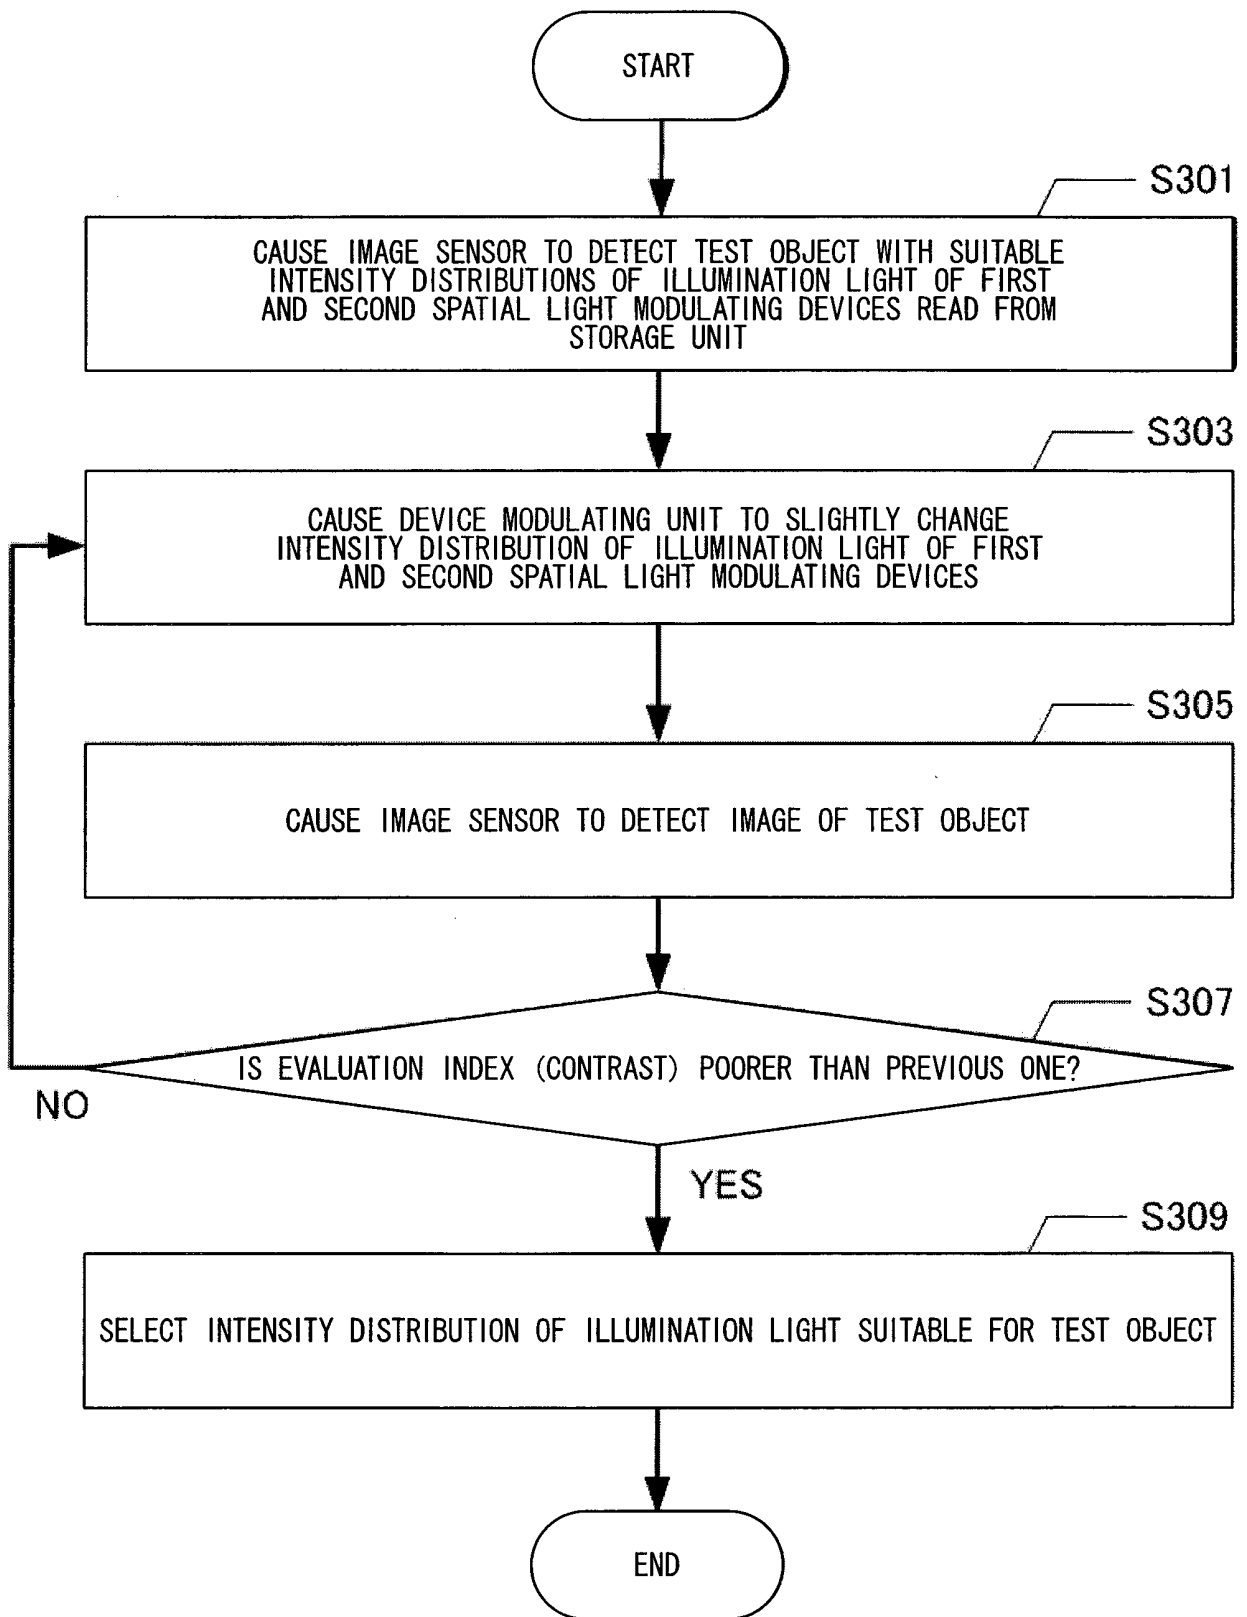 START
S301
CAUSE IMAGE SENSOR TO DETECT TEST OBJECT WITH SUITABLE
INTENSITY DISTRIBUTIONS OF ILLUMINATION LIGHT OF FIRST
AND SECOND SPATIAL LIGHT MODULATING DEVICES READ FROM
STORAGE UNIT
S303
CAUSE DEVICE MODULATING UNIT TO SLIGHTLY CHANGE
INTENSITY DISTRIBUTION OF ILLUMINATION LIGHT OF FIRST
AND SECOND SPATIAL LIGHT MODULATING DEVICES
S305
CAUSE IMAGE SENSOR TO DETECT IMAGE OF TEST OBJECT
S307
IS EVALUATION INDEX (CONTRAST) POORER THAN PREVIOUS ONE?
NO
YES
S309
SELECT INTENSITY DISTRIBUTION OF ILLUMINATION LIGHT SUITABLE FOR TEST OBJECT
END